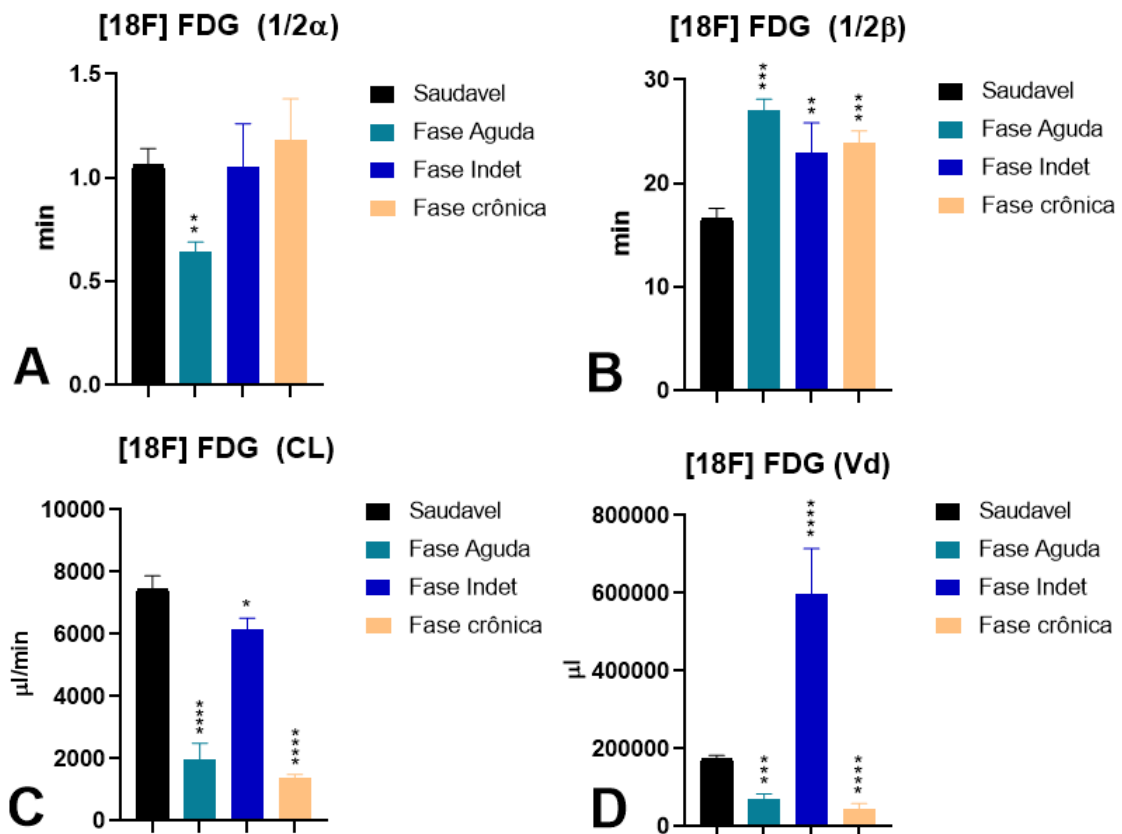 [18F] FDG (1/2α)
1.5
1.0
0.5
0.0
min
**
Saudavel
Fase Aguda
Fase Indet
Fase crônica
A
[18F] FDG (1/2β)
30
20
10
0
min
***
**
***
Saudavel
Fase Aguda
Fase Indet
Fase crônica
B
[18F] FDG (CL)
10000
8000
6000
4000
2000
0
µl/min
****
*
****
Saudavel
Fase Aguda
Fase Indet
Fase crônica
C
[18F] FDG (Vd)
800000
600000
400000
200000
0
µl
***
****
****
Saudavel
Fase Aguda
Fase Indet
Fase crônica
D